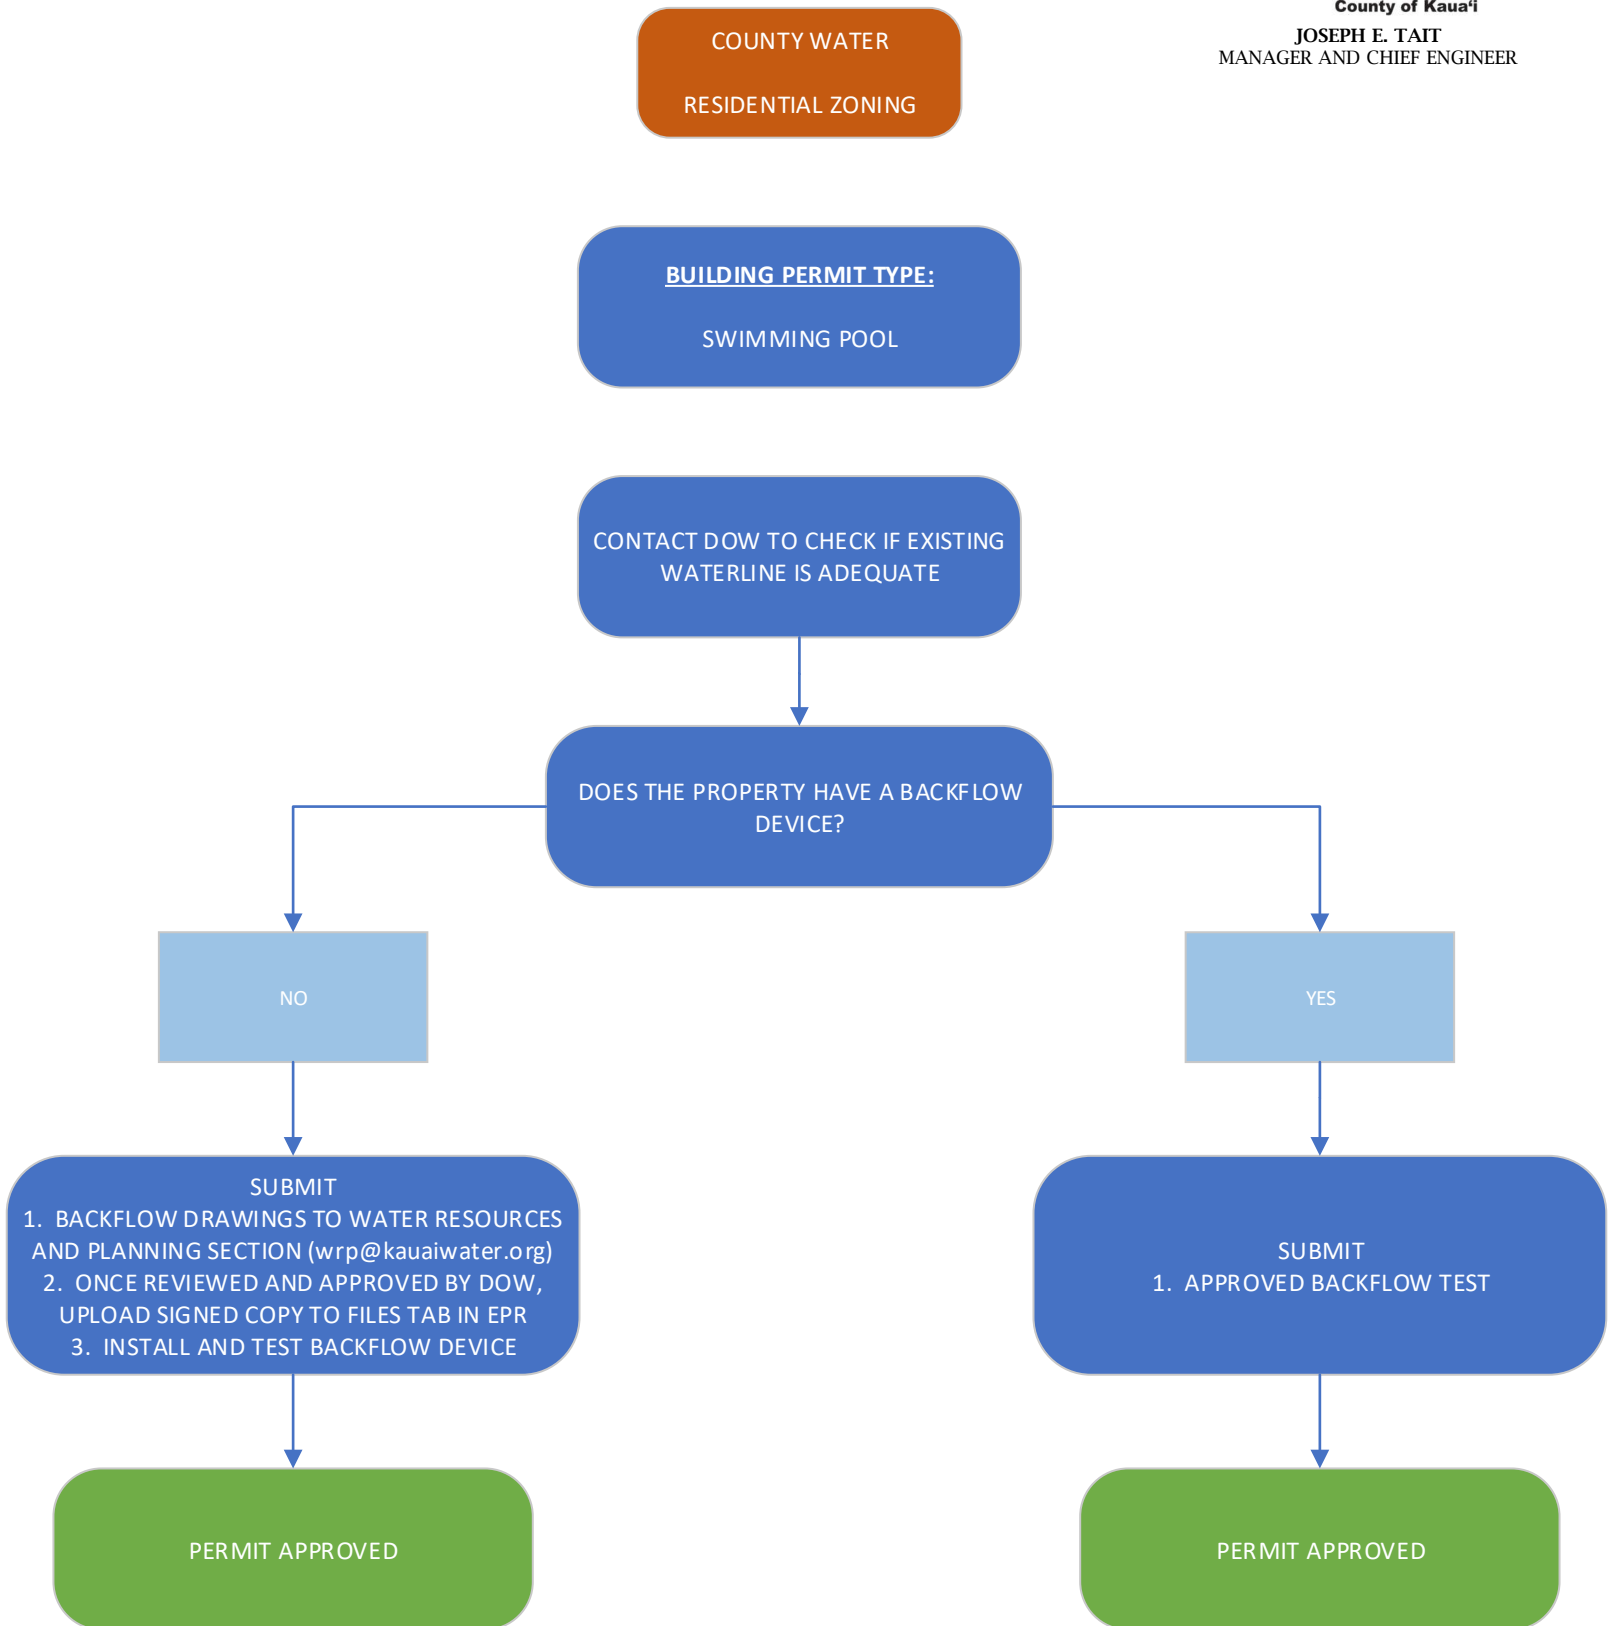 County of Kauaʻi
JOSEPH E. TAIT
MANAGER AND CHIEF ENGINEER
COUNTY WATER
RESIDENTIAL ZONING
BUILDING PERMIT TYPE:
SWIMMING POOL
CONTACT DOW TO CHECK IF EXISTING
WATERLINE IS ADEQUATE
DOES THE PROPERTY HAVE A BACKFLOW
DEVICE?
NO
YES
SUBMIT
1. BACKFLOW DRAWINGS TO WATER RESOURCES
AND PLANNING SECTION (wrp@kauaiwater.org)
2. ONCE REVIEWED AND APPROVED BY DOW,
UPLOAD SIGNED COPY TO FILES TAB IN EPR
3. INSTALL AND TEST BACKFLOW DEVICE
SUBMIT
1. APPROVED BACKFLOW TEST
PERMIT APPROVED
PERMIT APPROVED